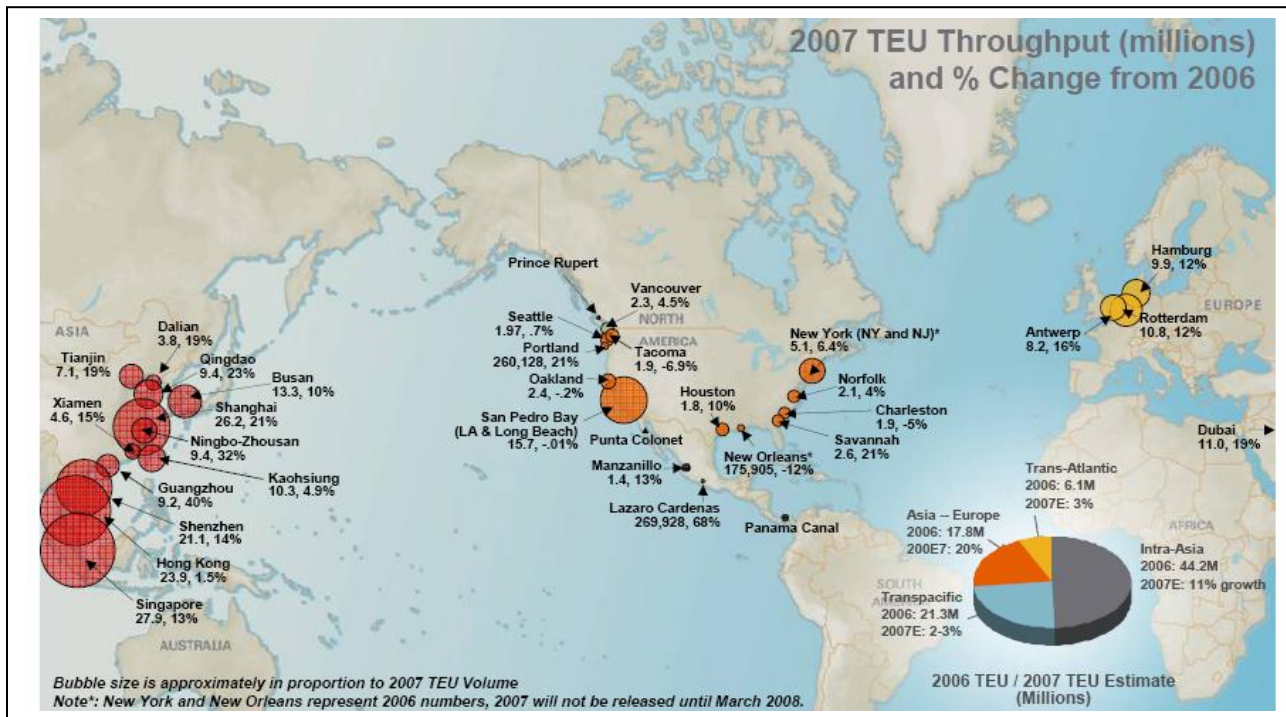 2007 TEU Throughput (millions)
and % Change from 2006
ASIA
Dalian
3.8, 19%
Tianjin
7.1, 19%
Qingdao
9.4, 23%
Busan
13.3, 10%
Xiamen
4.6, 15%
Shanghai
26.2, 21%
Ningbo-Zhousan
9.4, 32%
Kaohsiung
10.3, 4.9%
Guangzhou
9.2, 40%
Shenzhen
21.1, 14%
Hong Kong
23.9, 1.5%
Singapore
27.9, 13%
AUSTRALIA
Prince Rupert
Vancouver
2.3, 4.5%
NORTH
AMERICA
Seattle
1.97, .7%
Portland
260,128, 21%
Tacoma
1.9, -6.9%
Oakland
2.4, -.2%
San Pedro Bay
(LA & Long Beach)
15.7, -.01%
Punta Colonet
Manzanillo
1.4, 13%
Lazaro Cardenas
269,928, 68%
Panama Canal
Houston
1.8, 10%
New Orleans*
175,905, -12%
New York (NY and NJ)*
5.1, 6.4%
Norfolk
2.1, 4%
Charleston
1.9, -5%
Savannah
2.6, 21%
Hamburg
9.9, 12%
EUROPE
Rotterdam
10.8, 12%
Antwerp
8.2, 16%
Dubai
11.0, 19%
AFRICA
SOUTH
AMERICA
Trans-Atlantic
2006: 6.1M
2007E: 3%
Asia -- Europe
2006: 17.8M
200E7: 20%
Intra-Asia
2006: 44.2M
2007E: 11% growth
Transpacific
2006: 21.3M
2007E: 2-3%
2006 TEU / 2007 TEU Estimate
(Millions)
Bubble size is approximately in proportion to 2007 TEU Volume
Note*: New York and New Orleans represent 2006 numbers, 2007 will not be released until March 2008.